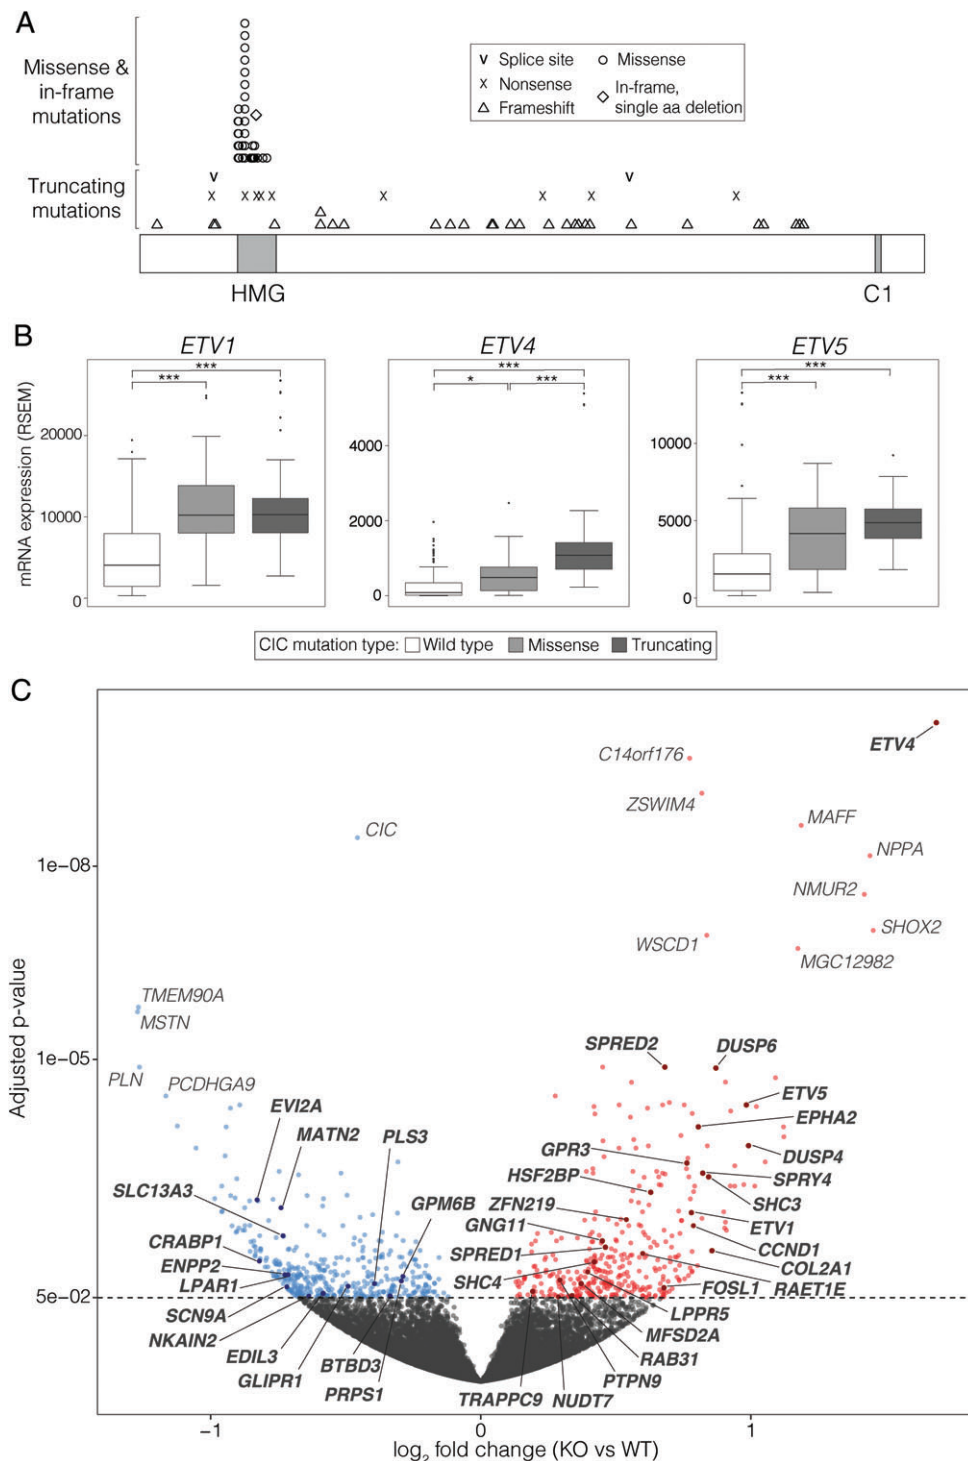 A
Missense &
in-frame
mutations
v Splice site
x Nonsense
△ Frameshift
○ Missense
◇ In-frame,
single aa deletion
Truncating
mutations
HMG
C1
B
ETV1
ETV4
ETV5
mRNA expression (RSEM)
***
***
20000
10000
0
***
* ***
4000
2000
0
***
***
10000
5000
0
CIC mutation type: Wild type Missense Truncating
C
ETV4
C14orf176
ZSWIM4
MAFF
CIC
NPPA
1e-08
NMUR2
SHOX2
WSCD1
MGC12982
TMEM90A
MSTN
SPRED2
DUSP6
1e-05
PLN
PCDHGA9
ETV5
EVI2A
EPHA2
MATN2
PLS3
GPR3
DUSP4
HSF2BP
SPRY4
SLC13A3
GPM6B
ZFN219
SHC3
GNG11
ETV1
CRABP1
SPRED1
CCND1
ENPP2
COL2A1
LPAR1
SHC4
FOSL1
RAET1E
5e-02
SCN9A
LPPR5
NKAIN2
MFSD2A
EDIL3
BTBD3
RAB31
GLIPR1
PTPN9
PRPS1
TRAPPC9
NUDT7
Adjusted p-value
-1
0
1
log2 fold change (KO vs WT)